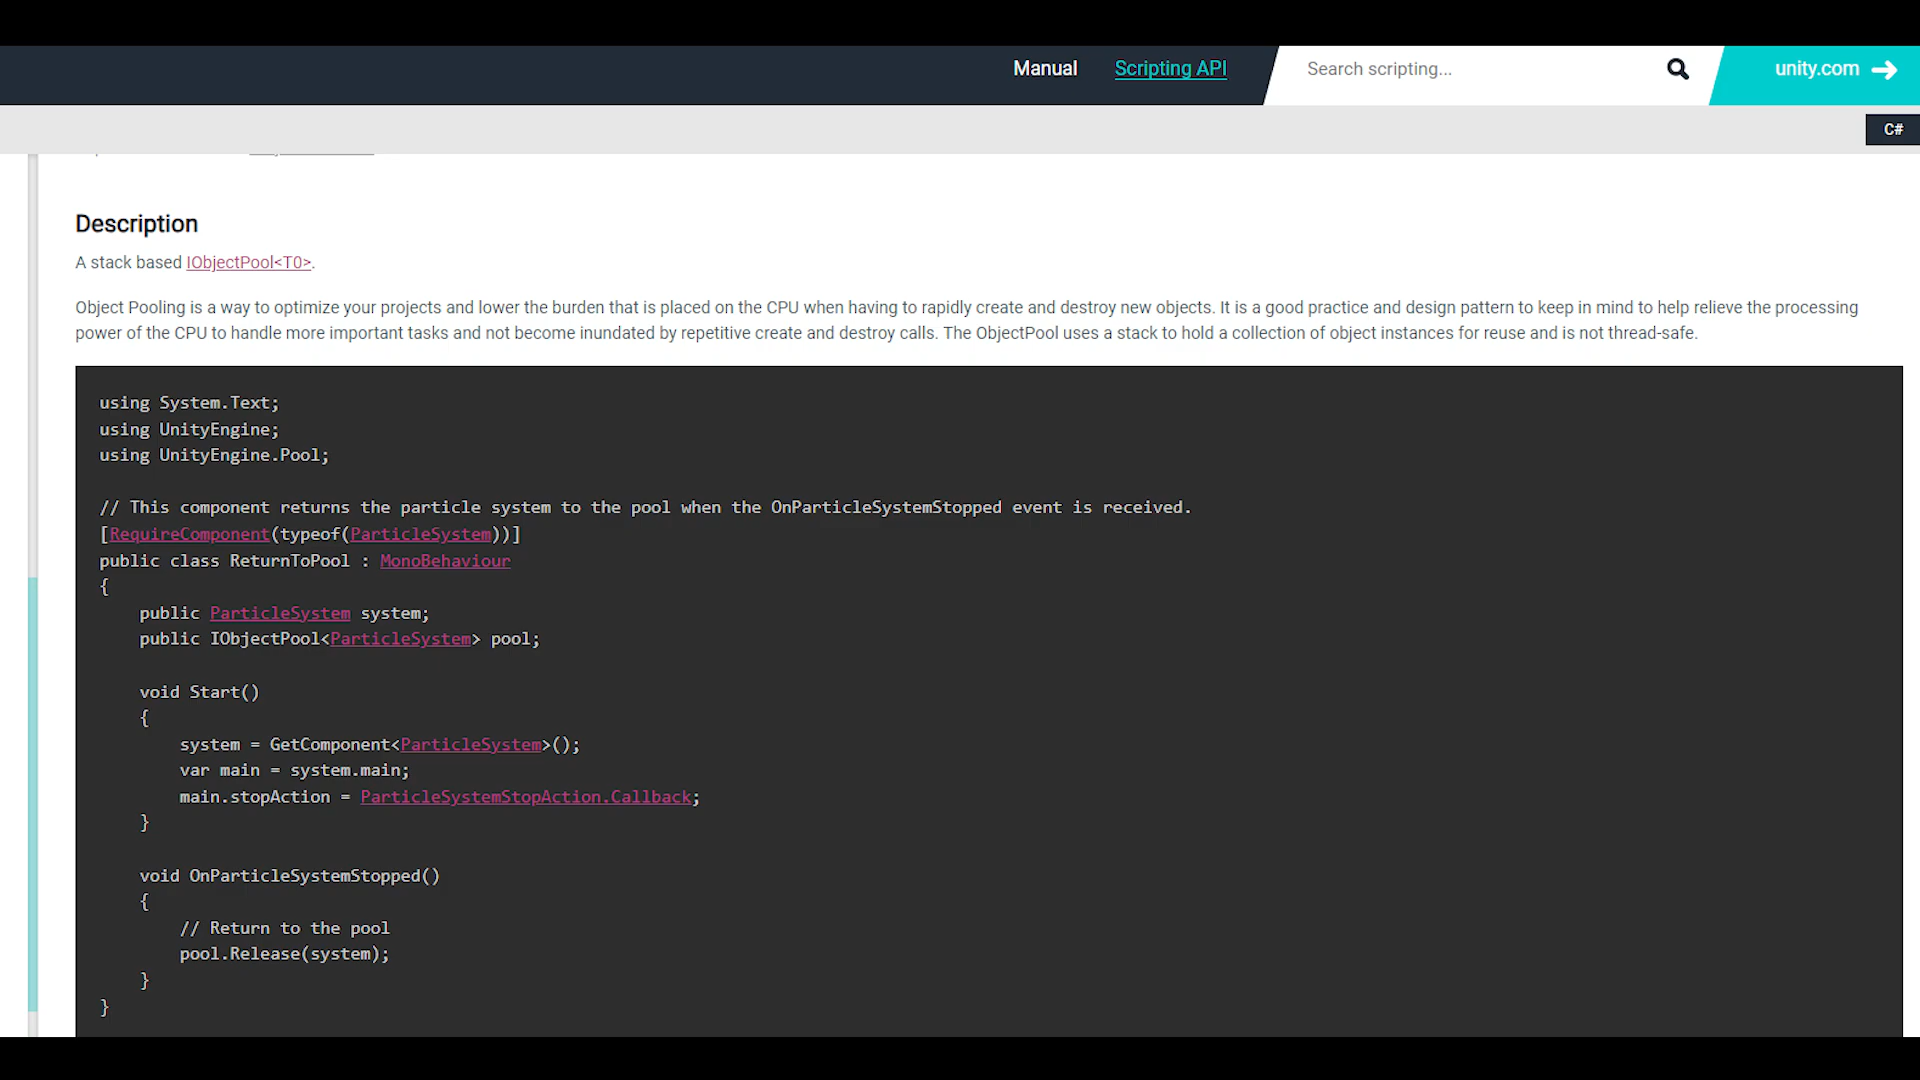 Manual Scripting API Search scripting... unity.com
C#
Description
A stack based IObjectPool<T0>.
Object Pooling is a way to optimize your projects and lower the burden that is placed on the CPU when having to rapidly create and destroy new objects. It is a good practice and design pattern to keep in mind to help relieve the processing
power of the CPU to handle more important tasks and not become inundated by repetitive create and destroy calls. The ObjectPool uses a stack to hold a collection of object instances for reuse and is not thread-safe.
using System.Text;
using UnityEngine;
using UnityEngine.Pool;
// This component returns the particle system to the pool when the OnParticleSystemStopped event is received.
[RequireComponent(typeof(ParticleSystem))]
public class ReturnToPool : MonoBehaviour
{
public ParticleSystem system;
public IObjectPool<ParticleSystem> pool;
void Start()
{
system = GetComponent<ParticleSystem>();
var main = system.main;
main.stopAction = ParticleSystemStopAction.Callback;
}
void OnParticleSystemStopped()
{
// Return to the pool
pool.Release(system);
}
}